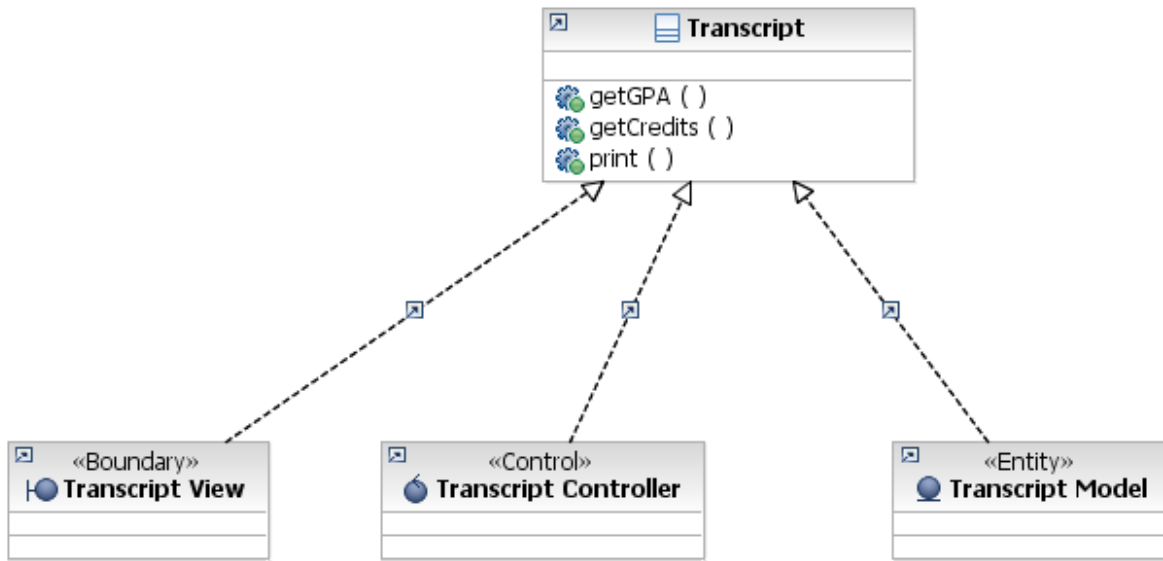 Transcript
getGPA ( )
getCredits ( )
print ( )
«Boundary»
Transcript View
«Control»
Transcript Controller
«Entity»
Transcript Model